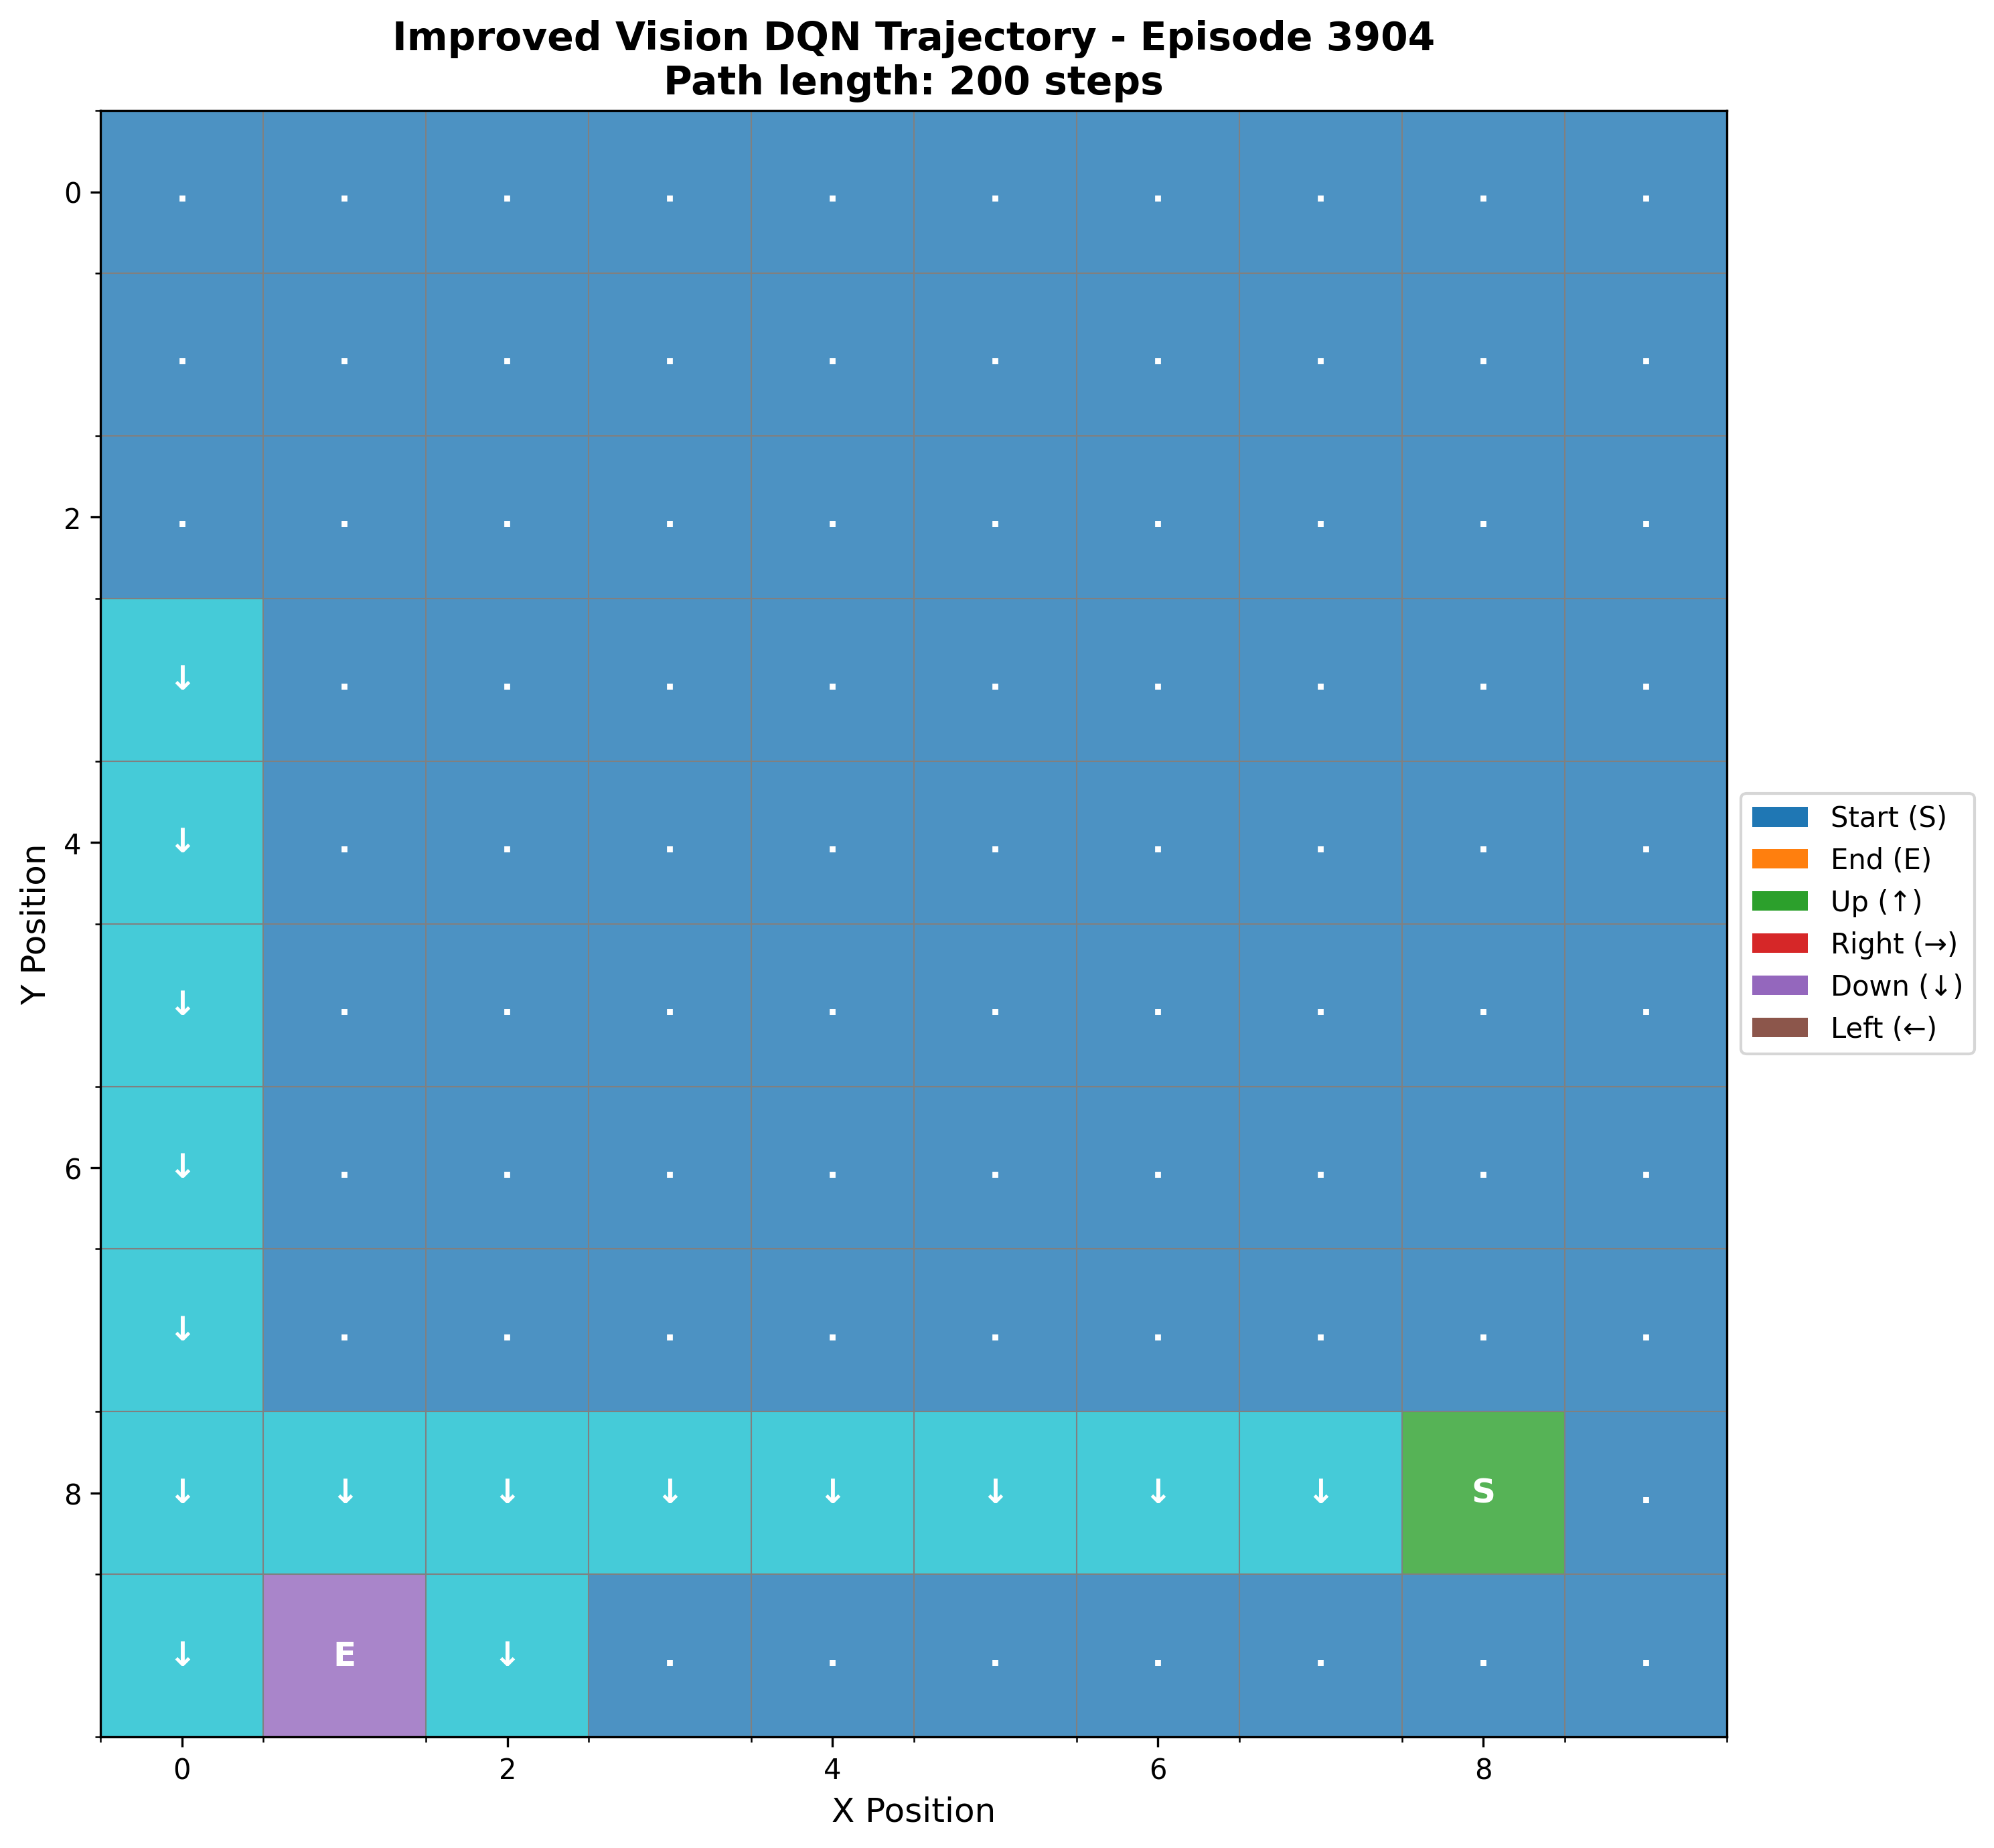 Improved Vision DQN Trajectory - Episode 3904
Path length: 200 steps
0 . . . . . . . . . .
. . . . . . . . . .
2 . . . . . . . . . .
↓ . . . . . . . . .
4 ↓ . . . . . . . . .
↓ . . . . . . . . .
6 ↓ . . . . . . . . .
↓ . . . . . . . . .
8 ↓ ↓ ↓ ↓ ↓ ↓ ↓ ↓ S .
↓ E ↓ . . . . . . .
0 2 4 6 8
X Position
Y Position
Start (S)
End (E)
Up (↑)
Right (→)
Down (↓)
Left (←)